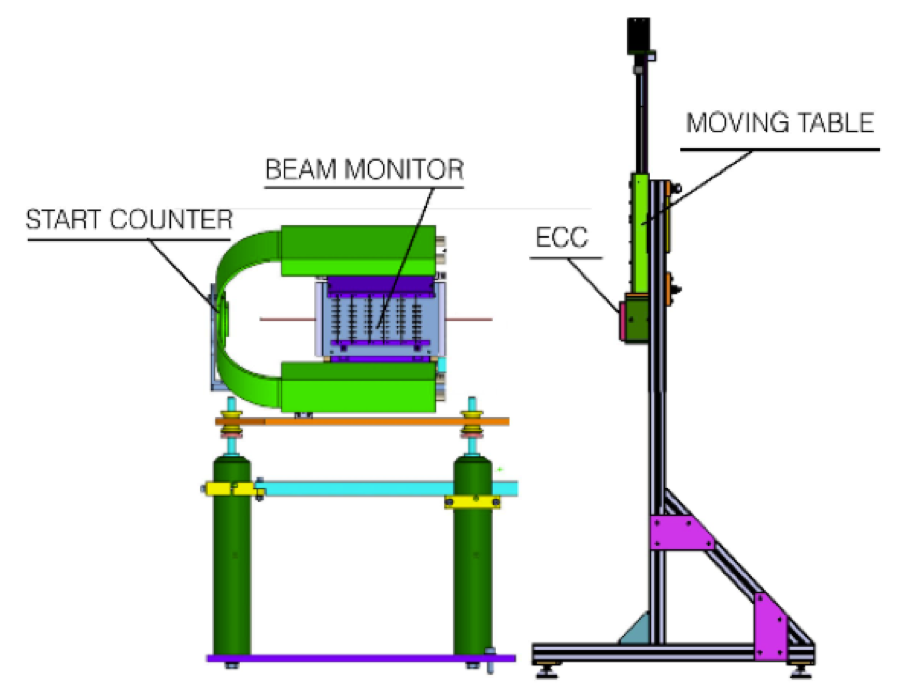 MOVING TABLE
BEAM MONITOR
START COUNTER
ECC